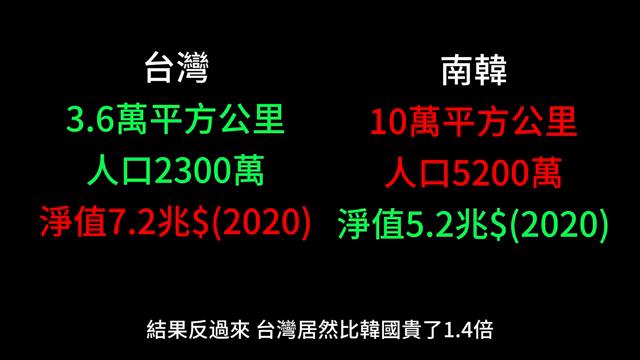 台灣
3.6萬平方公里
人口2300萬
淨值7.2兆$(2020)
南韓
10萬平方公里
人口5200萬
淨值5.2兆$(2020)
結果反過來 台灣居然比韓國貴了1.4倍